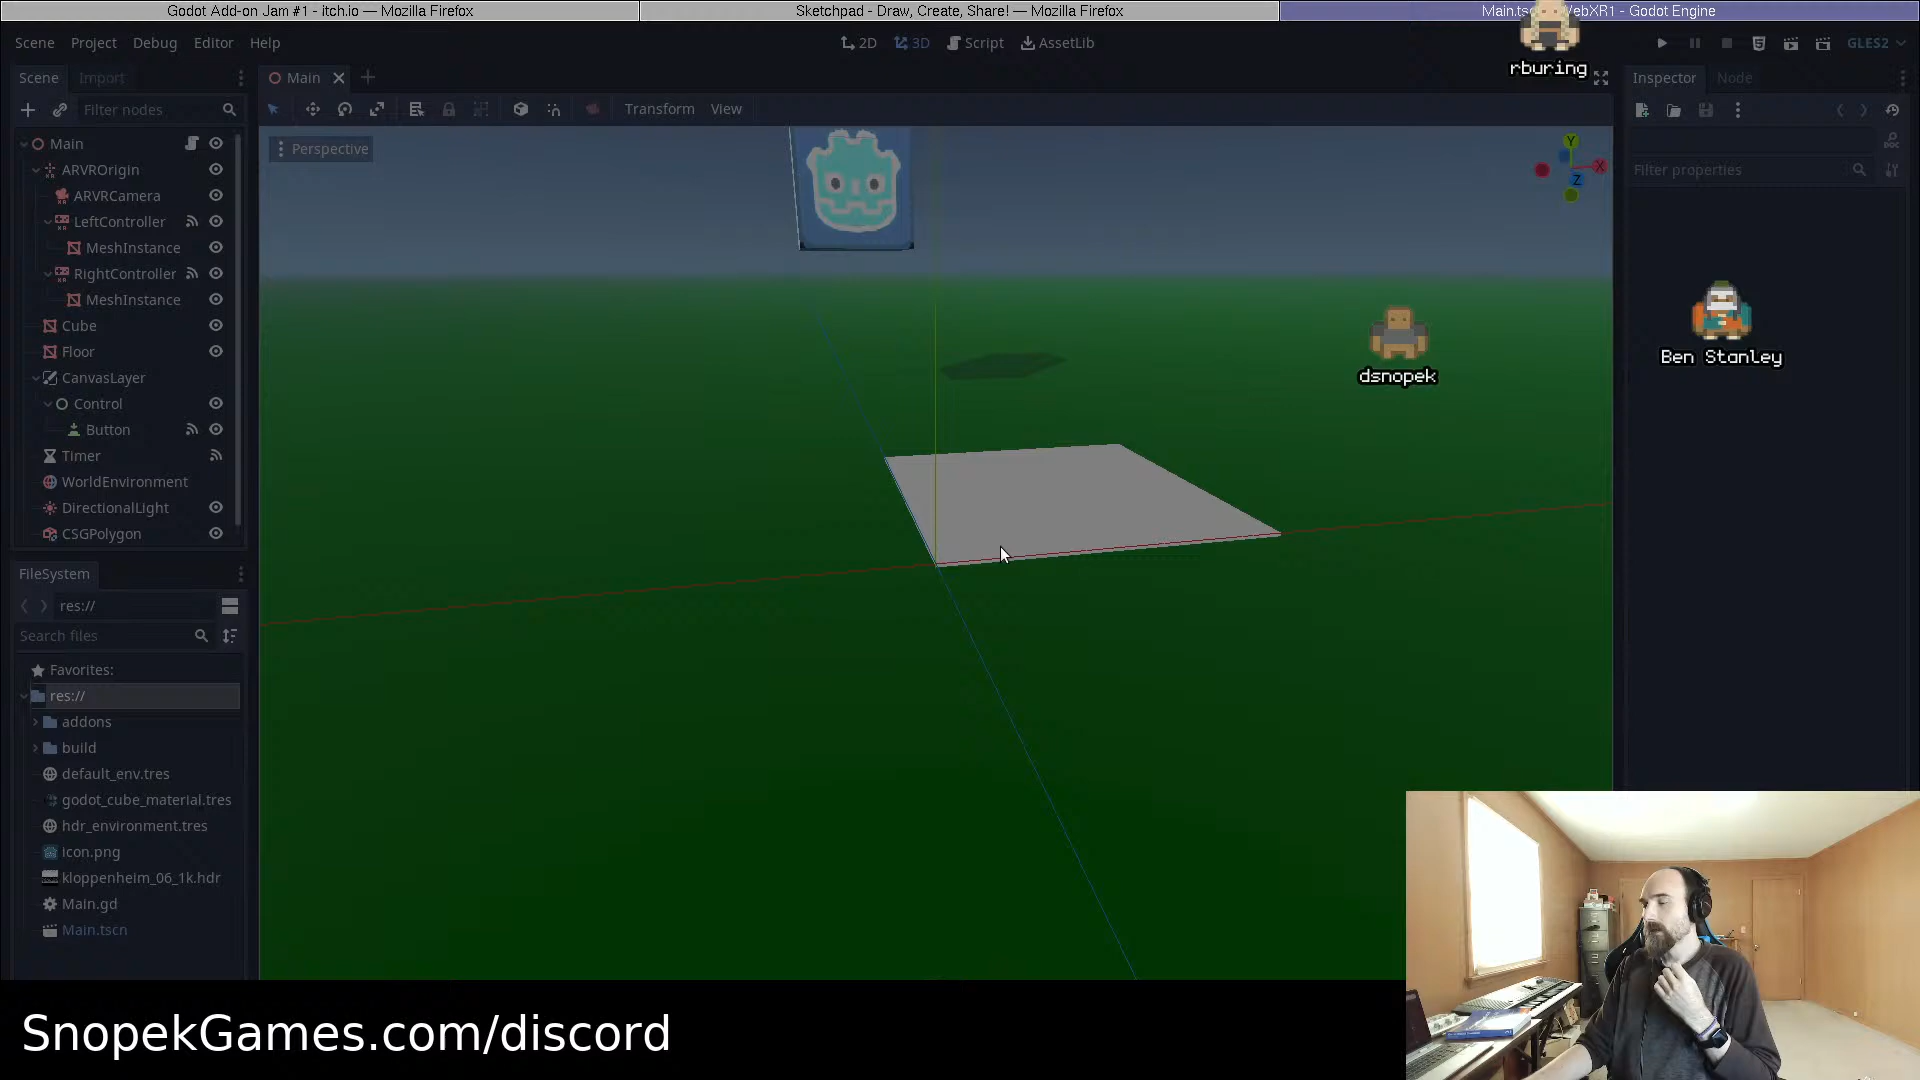 Godot Add-on Jam #1 - itch.io — Mozilla Firefox
Sketchpad - Draw, Create, Share! — Mozilla Firefox
Godot Engine
Scene Project Debug Editor Help
2D 3D Script AssetLib
GLES2
rburing
Scene Import
Main
Inspector Node
Filter nodes
Transform View
Main
Perspective
Y
X
Z
Filter properties
ARVROrigin
ARVRCamera
LeftController
MeshInstance
RightController
MeshInstance
Cube
Floor
CanvasLayer
Control
Button
Timer
WorldEnvironment
DirectionalLight
CSGPolygon
dsnopek
Ben Stanley
FileSystem
res://
Search files
Favorites:
res://
addons
build
default_env.tres
godot_cube_material.tres
hdr_environment.tres
icon.png
kloppenheim_06_1k.hdr
Main.gd
Main.tscn
SnopekGames.com/discord